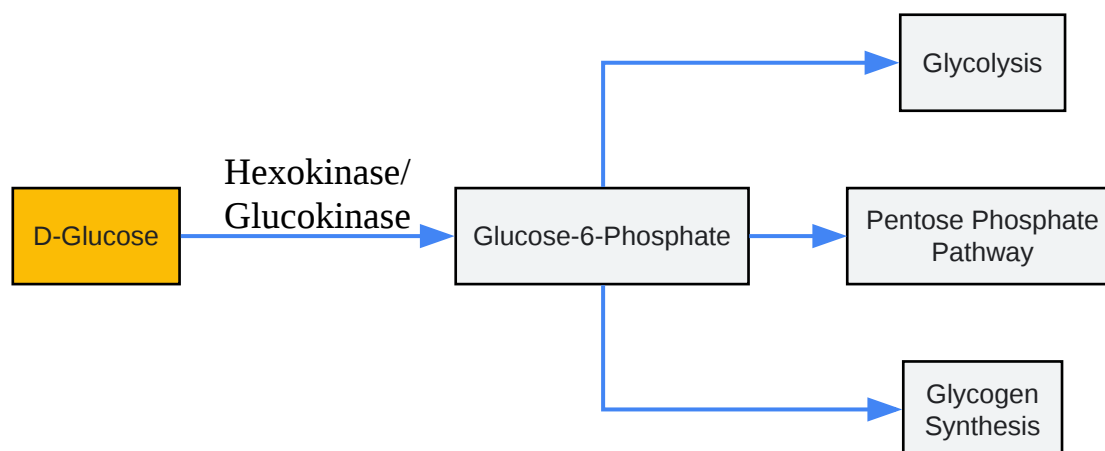 Glycolysis
Hexokinase/
Glucokinase
D-Glucose
Glucose-6-Phosphate
Pentose Phosphate
Pathway
Glycogen
Synthesis